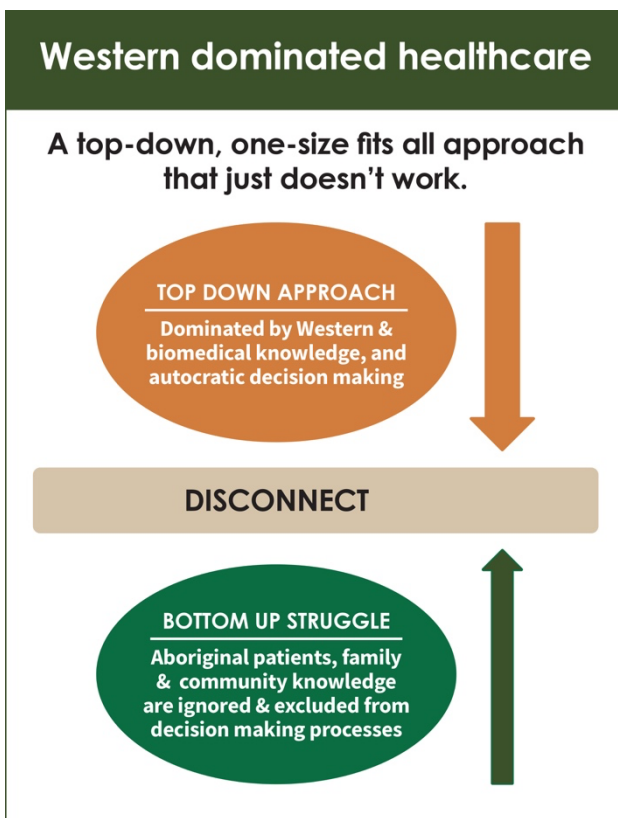 Western dominated healthcare
A top-down, one-size fits all approach
that just doesn't work.
TOP DOWN APPROACH
Dominated by Western &
biomedical knowledge, and
autocratic decision making
DISCONNECT
BOTTOM UP STRUGGLE
Aboriginal patients, family
& community knowledge
are ignored & excluded from
decision making processes